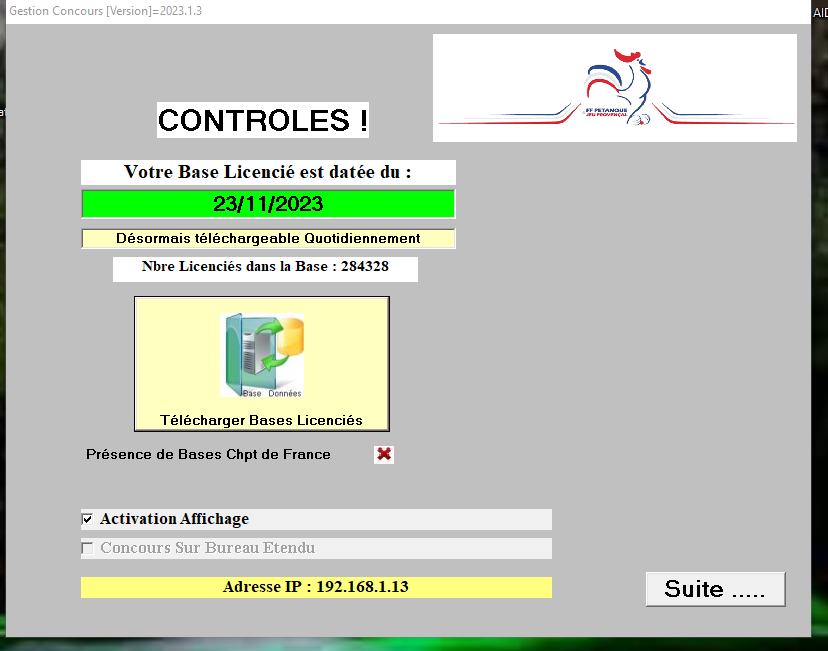 Gestion Concours [Version]=2023.1.3
AID
FF PETANQUE
JEU PROVENÇAL
CONTROLES !
Votre Base Licencié est datée du :
23/11/2023
Désormais téléchargeable Quotidiennement
Nbre Licenciés dans la Base : 284328
Base Données
Télécharger Bases Licenciés
Présence de Bases Chpt de France
Activation Affichage
Concours Sur Bureau Etendu
Adresse IP : 192.168.1.13
Suite .....